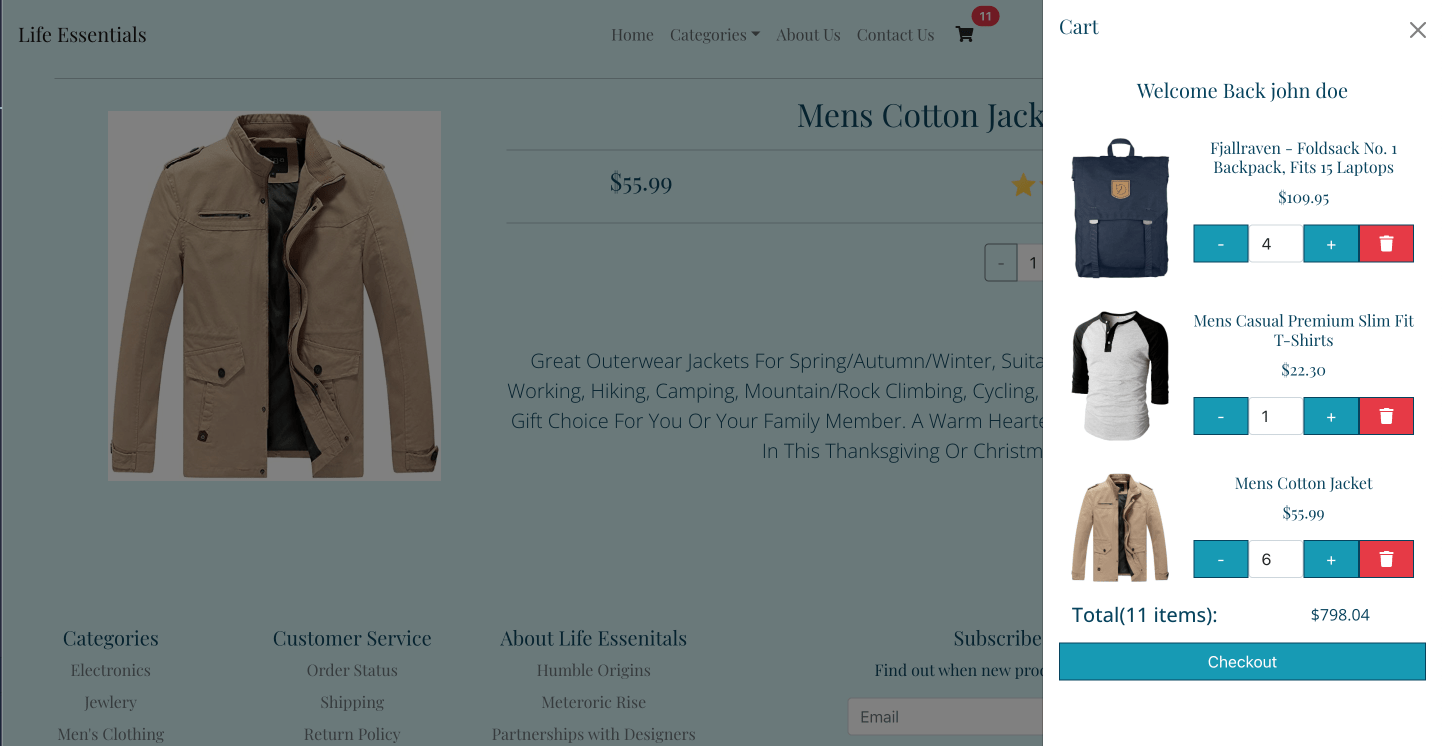 Life Essentials
Home Categories About Us Contact Us 11
Mens Cotton Jack
$55.99
- 1
Great Outerwear Jackets For Spring/Autumn/Winter, Suita
Working, Hiking, Camping, Mountain/Rock Climbing, Cycling,
Gift Choice For You Or Your Family Member. A Warm Hearte
In This Thanksgiving Or Christm
Categories
Electronics
Jewlery
Men's Clothing
Customer Service
Order Status
Shipping
Return Policy
About Life Essenitals
Humble Origins
Meteroric Rise
Partnerships with Designers
Subscribe
Find out when new proc
Email
Cart
Welcome Back john doe
Fjallraven - Foldsack No. 1
Backpack, Fits 15 Laptops
$109.95
- 4 +
Mens Casual Premium Slim Fit
T-Shirts
$22.30
- 1 +
Mens Cotton Jacket
$55.99
- 6 +
Total(11 items): $798.04
Checkout